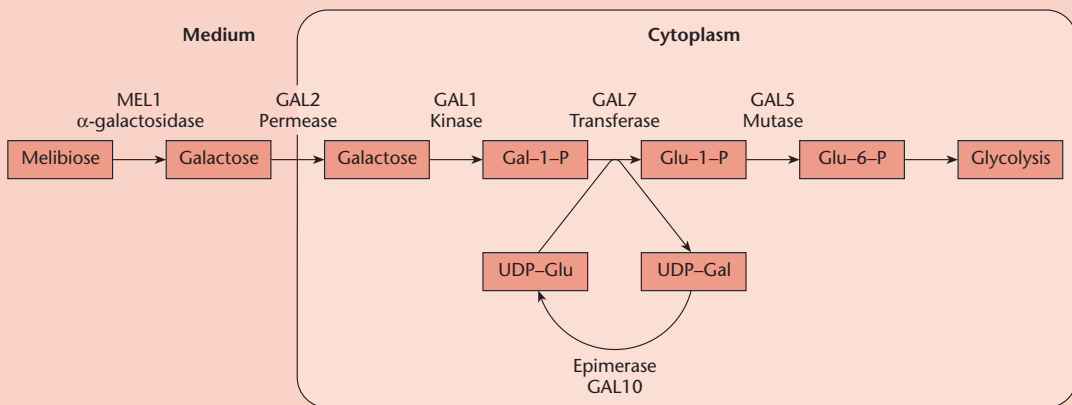 Medium
Cytoplasm
MEL1
α-galactosidase
GAL2
Permease
GAL1
Kinase
GAL7
Transferase
GAL5
Mutase
Melibiose
Galactose
Galactose
Gal–1–P
Glu–1–P
Glu–6–P
Glycolysis
UDP–Glu
UDP–Gal
Epimerase
GAL10